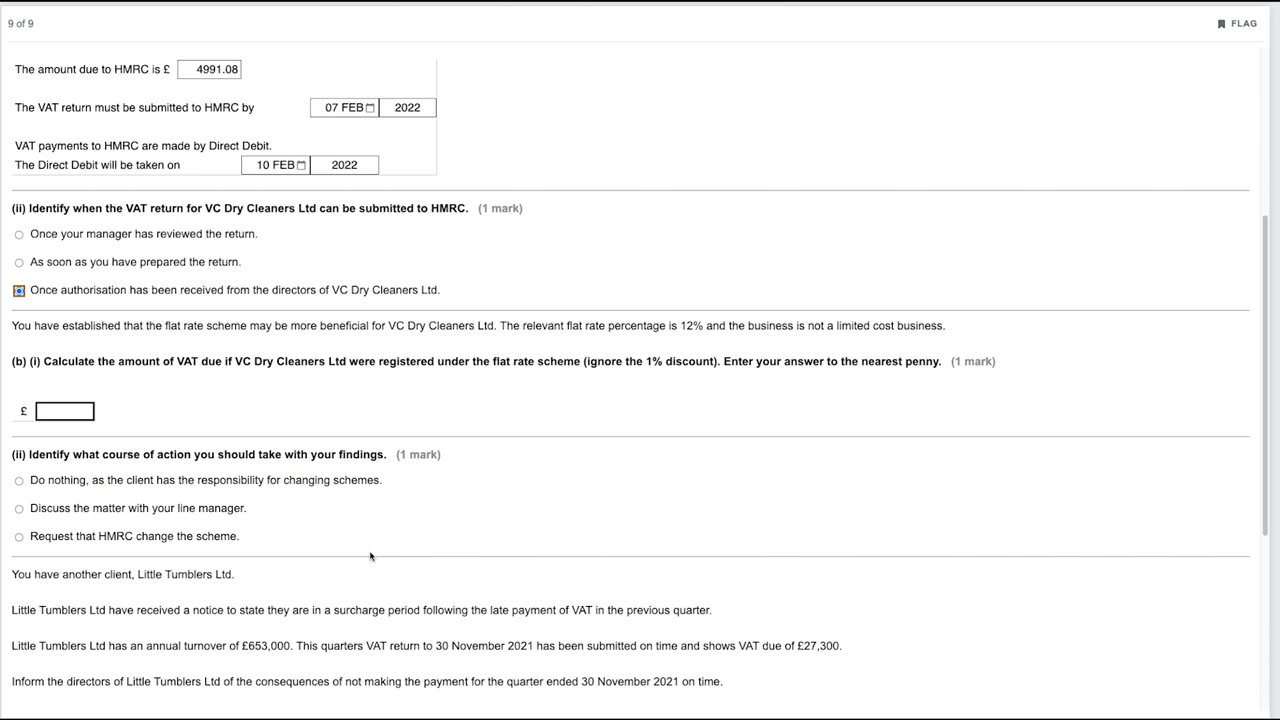 9 of 9
FLAG
The amount due to HMRC is £ 4991.08
The VAT return must be submitted to HMRC by 07 FEB 2022
VAT payments to HMRC are made by Direct Debit.
The Direct Debit will be taken on 10 FEB 2022
(ii) Identify when the VAT return for VC Dry Cleaners Ltd can be submitted to HMRC. (1 mark)
Once your manager has reviewed the return.
As soon as you have prepared the return.
Once authorisation has been received from the directors of VC Dry Cleaners Ltd.
You have established that the flat rate scheme may be more beneficial for VC Dry Cleaners Ltd. The relevant flat rate percentage is 12% and the business is not a limited cost business.
(b) (i) Calculate the amount of VAT due if VC Dry Cleaners Ltd were registered under the flat rate scheme (ignore the 1% discount). Enter your answer to the nearest penny. (1 mark)
£
(ii) Identify what course of action you should take with your findings. (1 mark)
Do nothing, as the client has the responsibility for changing schemes.
Discuss the matter with your line manager.
Request that HMRC change the scheme.
You have another client, Little Tumblers Ltd.
Little Tumblers Ltd have received a notice to state they are in a surcharge period following the late payment of VAT in the previous quarter.
Little Tumblers Ltd has an annual turnover of £653,000. This quarters VAT return to 30 November 2021 has been submitted on time and shows VAT due of £27,300.
Inform the directors of Little Tumblers Ltd of the consequences of not making the payment for the quarter ended 30 November 2021 on time.